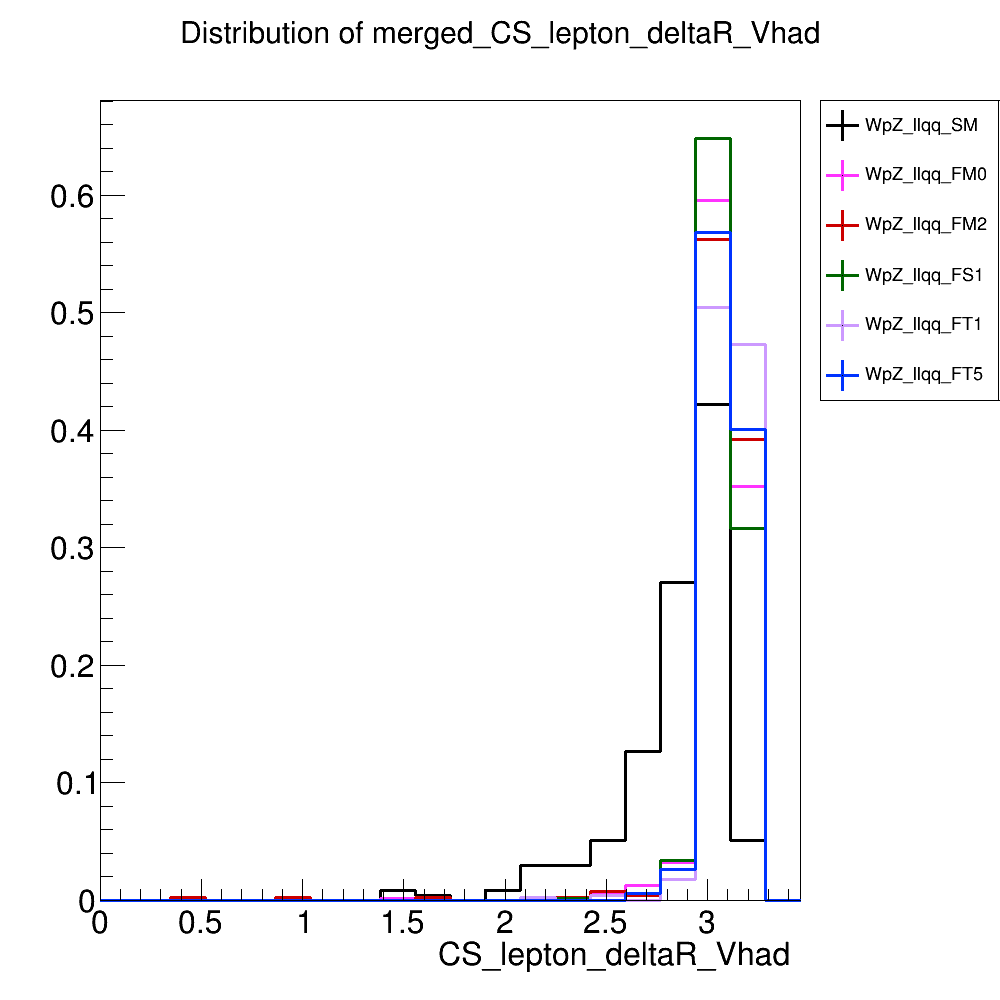 Distribution of merged_CS_lepton_deltaR_Vhad
WpZ_llqq_SM
WpZ_llqq_FM0
WpZ_llqq_FM2
WpZ_llqq_FS1
WpZ_llqq_FT1
WpZ_llqq_FT5
0.6
0.5
0.4
0.3
0.2
0.1
0
0 0.5 1 1.5 2 2.5 3
CS_lepton_deltaR_Vhad